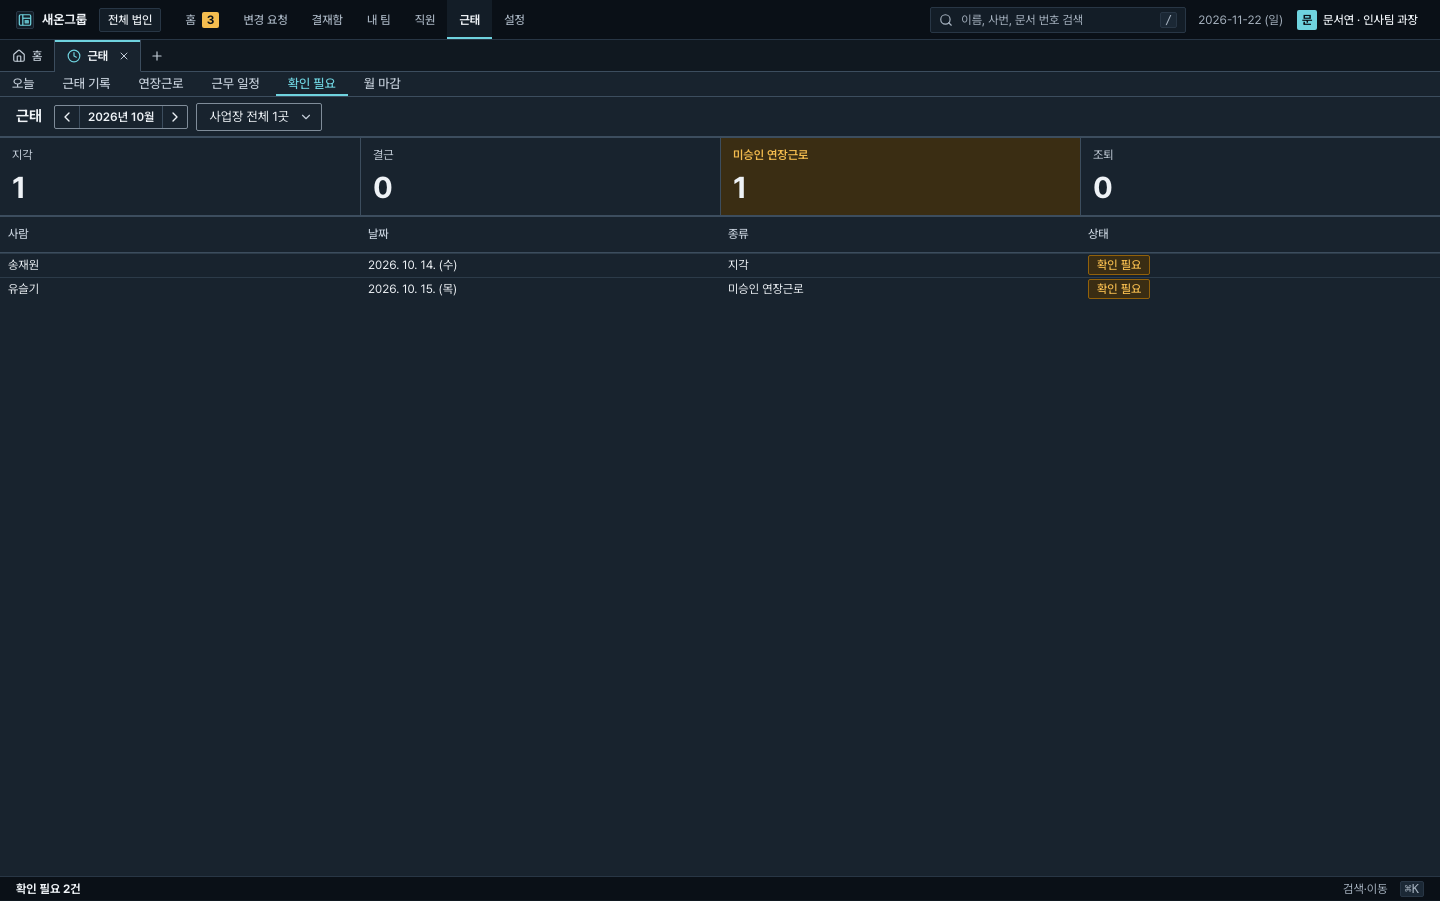 새온그룹 전체 법인 홈 3 변경 요청 결재함 내 팀 직원 근태 설정 이름, 사번, 문서 번호 검색 / 2026-11-22 (일) 문 문서연 · 인사팀 과장
홈 근태
오늘 근태 기록 연장근로 근무 일정 확인 필요 월 마감
근태 2026년 10월 사업장 전체 1곳
지각 결근 미승인 연장근로 조퇴
1 0 1 0
사람 날짜 종류 상태
송재원 2026. 10. 14. (수) 지각 확인 필요
유슬기 2026. 10. 15. (목) 미승인 연장근로 확인 필요
확인 필요 2건 검색·이동 ⌘K